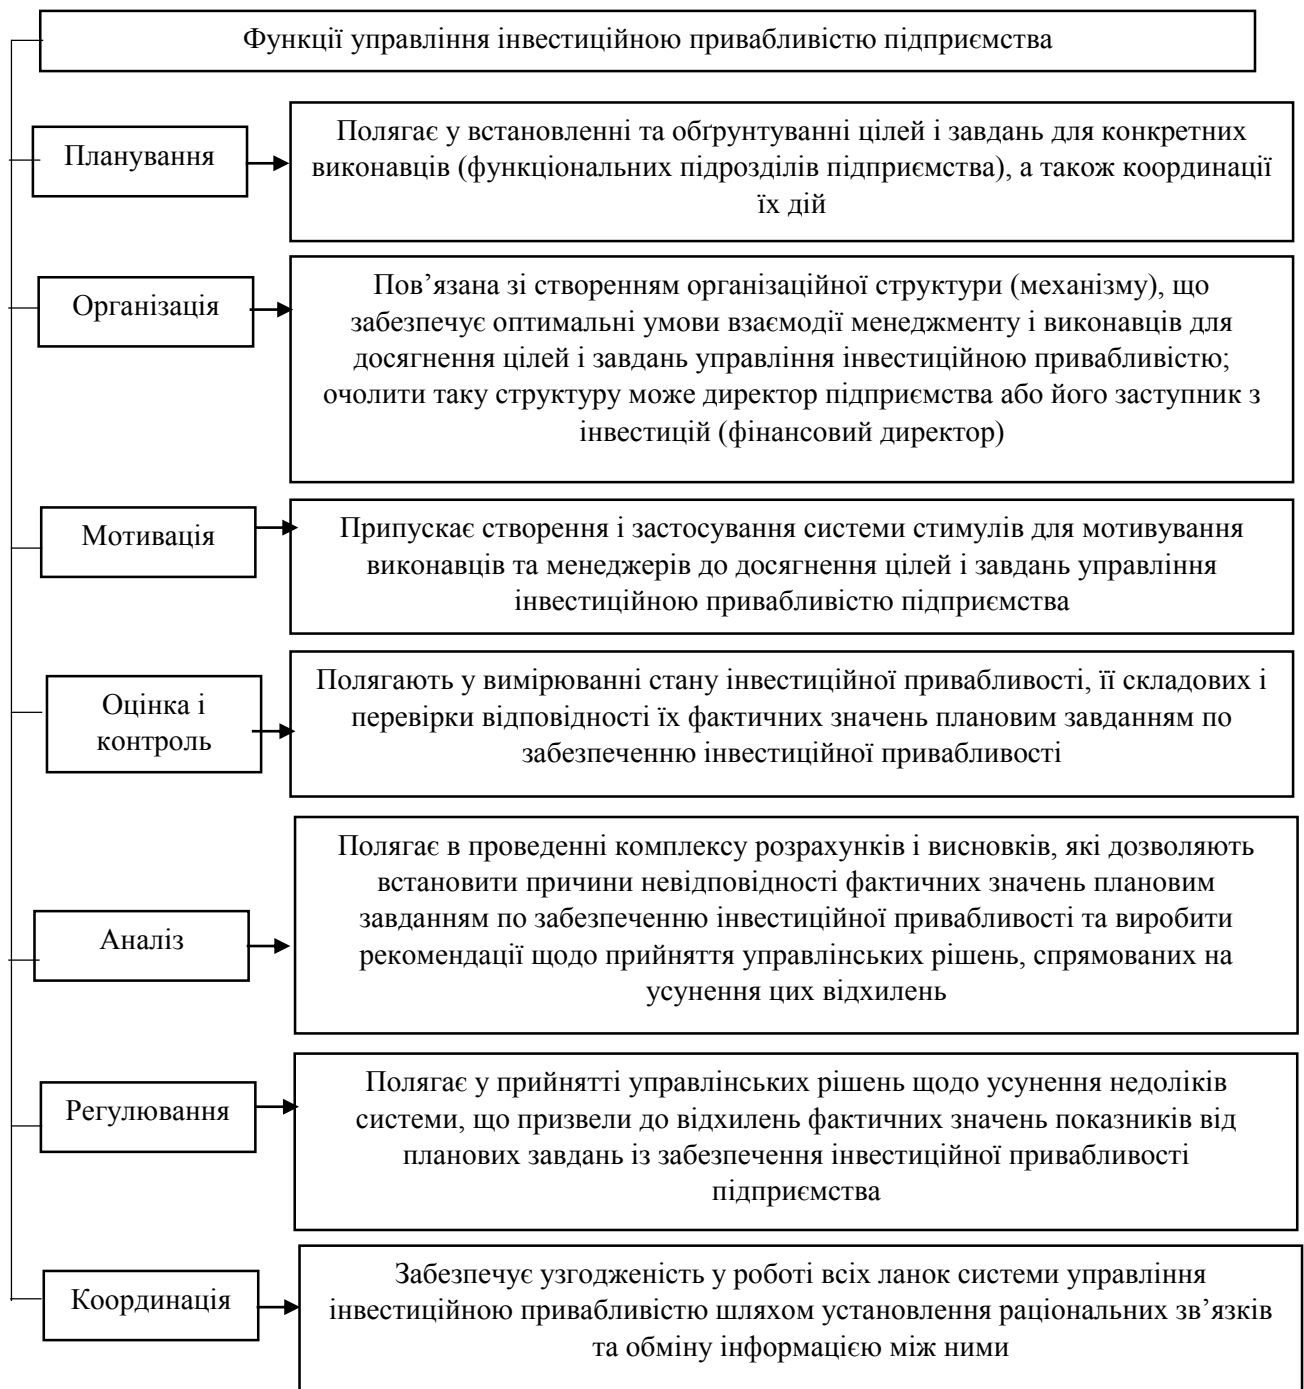 Функції управління інвестиційною привабливістю підприємства
Планування
Полягає у встановленні та обґрунтуванні цілей і завдань для конкретних
виконавців (функціональних підрозділів підприємства), а також координації
їх дій
Організація
Пов’язана зі створенням організаційної структури (механізму), що
забезпечує оптимальні умови взаємодії менеджменту і виконавців для
досягнення цілей і завдань управління інвестиційною привабливістю;
очолити таку структуру може директор підприємства або його заступник з
інвестицій (фінансовий директор)
Мотивація
Припускає створення і застосування системи стимулів для мотивування
виконавців та менеджерів до досягнення цілей і завдань управління
інвестиційною привабливістю підприємства
Оцінка і
контроль
Полягають у вимірюванні стану інвестиційної привабливості, її складових і
перевірки відповідності їх фактичних значень плановим завданням по
забезпеченню інвестиційної привабливості
Аналіз
Полягає в проведенні комплексу розрахунків і висновків, які дозволяють
встановити причини невідповідності фактичних значень плановим
завданням по забезпеченню інвестиційної привабливості та виробити
рекомендації щодо прийняття управлінських рішень, спрямованих на
усунення цих відхилень
Регулювання
Полягає у прийнятті управлінських рішень щодо усунення недоліків
системи, що призвели до відхилень фактичних значень показників від
планових завдань із забезпечення інвестиційної привабливості
підприємства
Координація
Забезпечує узгодженість у роботі всіх ланок системи управління
інвестиційною привабливістю шляхом установлення раціональних зв’язків
та обміну інформацією між ними